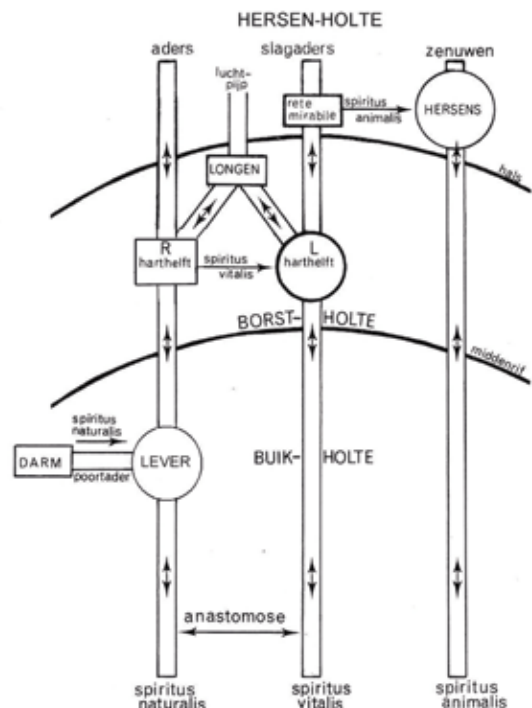 HERSEN-HOLTE
aders
slagaders
zenuwen
lucht-
pijp
rete
mirabile
spiritus
animalis
HERSENS
hals
LONGEN
R
harthelft
spiritus
vitalis
L
harthelft
BORST-HOLTE
middenrif
spiritus
naturalis
DARM
poortader
LEVER
BUIK-HOLTE
anastomose
spiritus
naturalis
spiritus
vitalis
spiritus
animalis